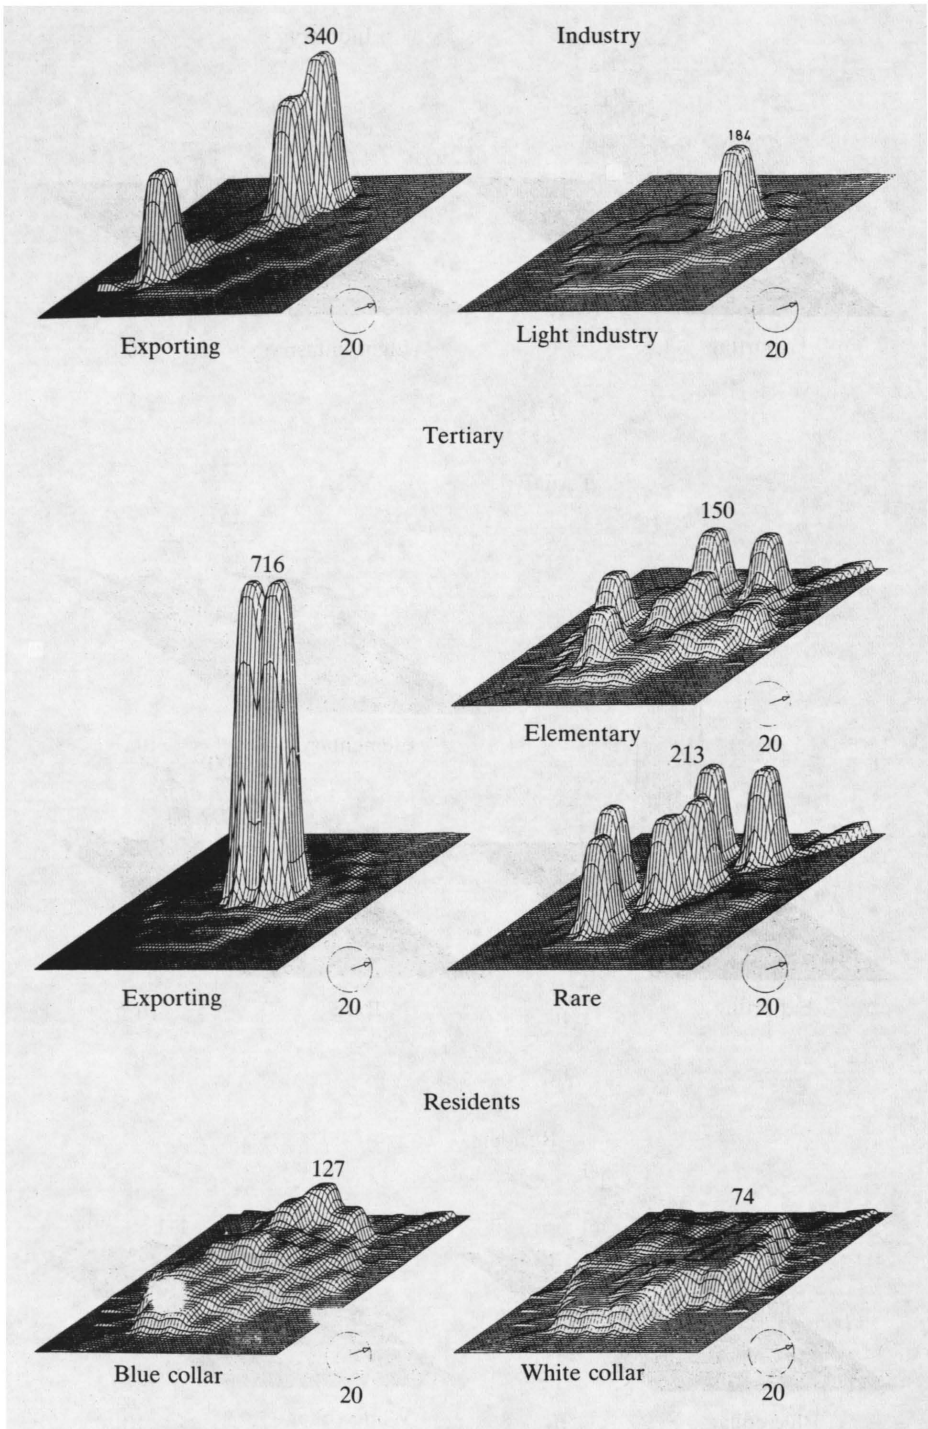 Industry
340
184
Exporting
20
Light industry
20
Tertiary
716
150
Elementary
20
213
Exporting
20
Rare
20
Residents
127
74
Blue collar
20
White collar
20